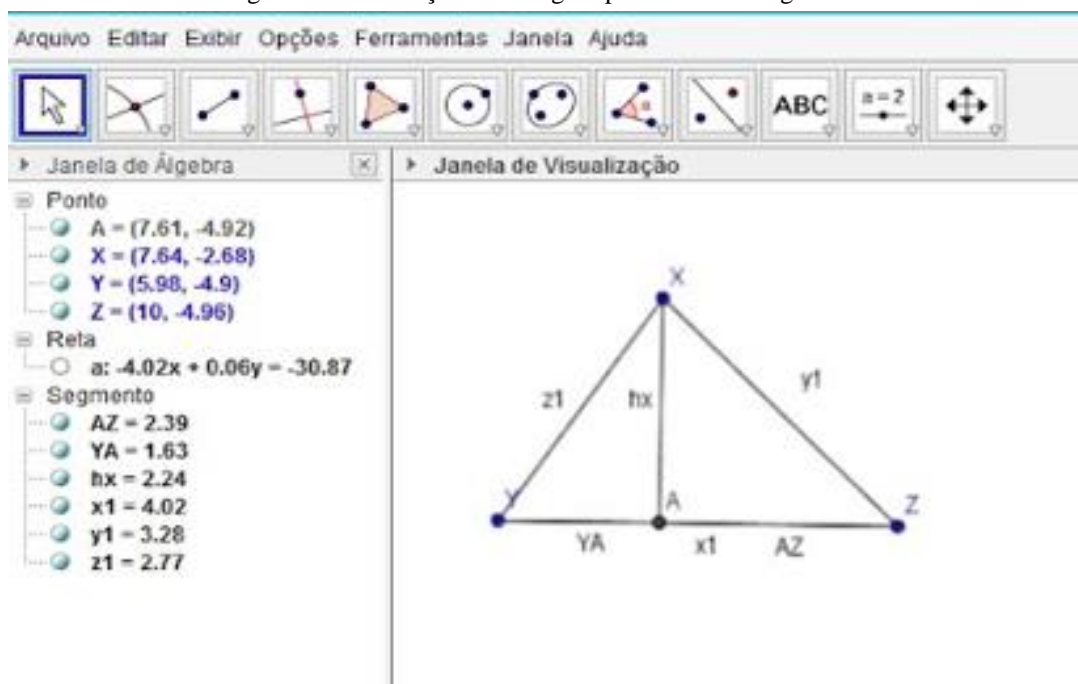 Arquivo Editar Exibir Opções Ferramentas Janela Ajuda
ABC
a=2
Janela de Álgebra
Janela de Visualização
Ponto
A = (7.61, -4.92)
X = (7.64, -2.68)
Y = (5.98, -4.9)
Z = (10, -4.96)
Reta
a: -4.02x + 0.06y = -30.87
Segmento
AZ = 2.39
YA = 1.63
hx = 2.24
x1 = 4.02
y1 = 3.28
z1 = 2.77
X
z1
hx
y1
Y
A
Z
YA
x1
AZ